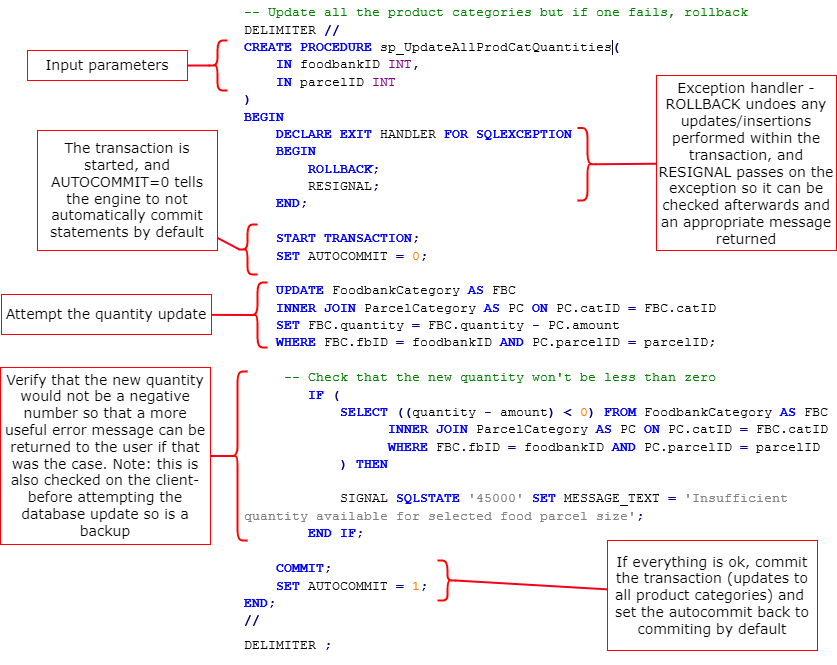 -- Update all the product categories but if one fails, rollback
DELIMITER //
CREATE PROCEDURE sp_UpdateAllProdCatQuantities(
IN foodbankID INT,
IN parcelID INT
)
BEGIN
DECLARE EXIT HANDLER FOR SQLEXCEPTION
BEGIN
ROLLBACK;
RESIGNAL;
END;
START TRANSACTION;
SET AUTOCOMMIT = 0;
UPDATE FoodbankCategory AS FBC
INNER JOIN ParcelCategory AS PC ON PC.catID = FBC.catID
SET FBC.quantity = FBC.quantity - PC.amount
WHERE FBC.fbID = foodbankID AND PC.parcelID = parcelID;
-- Check that the new quantity won't be less than zero
IF (
SELECT ((quantity - amount) < 0) FROM FoodbankCategory AS FBC
INNER JOIN ParcelCategory AS PC ON PC.catID = FBC.catID
WHERE FBC.fbID = foodbankID AND PC.parcelID = parcelID
) THEN
SIGNAL SQLSTATE '45000' SET MESSAGE_TEXT = 'Insufficient
quantity available for selected food parcel size';
END IF;
COMMIT;
SET AUTOCOMMIT = 1;
END;
//
DELIMITER ;
Input parameters
The transaction is
started, and
AUTOCOMMIT=0 tells
the engine to not
automatically commit
statements by default
Attempt the quantity update
Verify that the new quantity
would not be a negative
number so that a more
useful error message can be
returned to the user if that
was the case. Note: this is
also checked on the client-
before attempting the
database update so is a
backup
Exception handler -
ROLLBACK undoes any
updates/insertions
performed within the
transaction, and
RESIGNAL passes on the
exception so it can be
checked afterwards and
an appropriate message
returned
If everything is ok, commit
the transaction (updates to
all product categories) and
set the autocommit back to
commiting by default